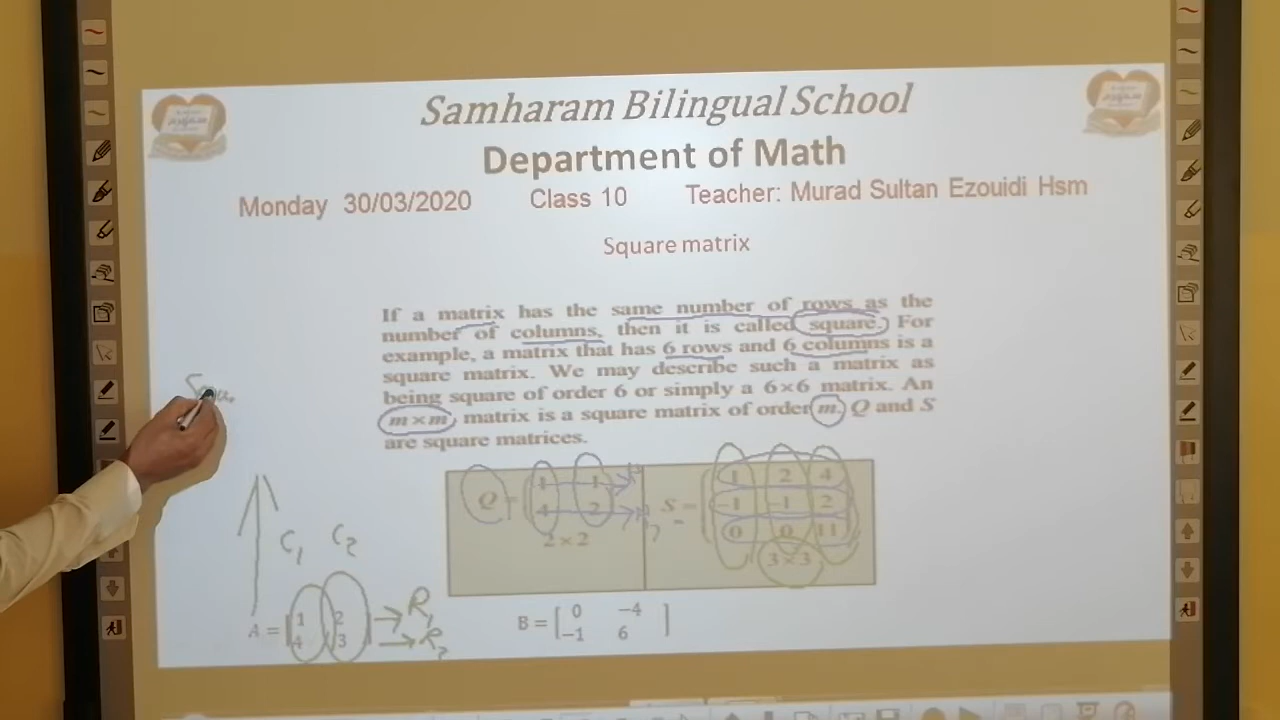 Samharam Bilingual School
Department of Math
Monday 30/03/2020 Class 10 Teacher: Murad Sultan Ezouidi Hsm
Square matrix
If a matrix has the same number of rows as the
number of columns, then it is called square. For
example, a matrix that has 6 rows and 6 columns is a
square matrix. We may describe such a matrix as
being square of order 6 or simply a 6×6 matrix. An
m×m matrix is a square matrix of order m. Q and S
are square matrices.
1 2 4
Q = S = -1 -1 2
4 2 0 0 11
2×2 3×3
C1 C2
A = 1 2 R1
4 3 R2
B = [ 0 -4 ]
-1 6